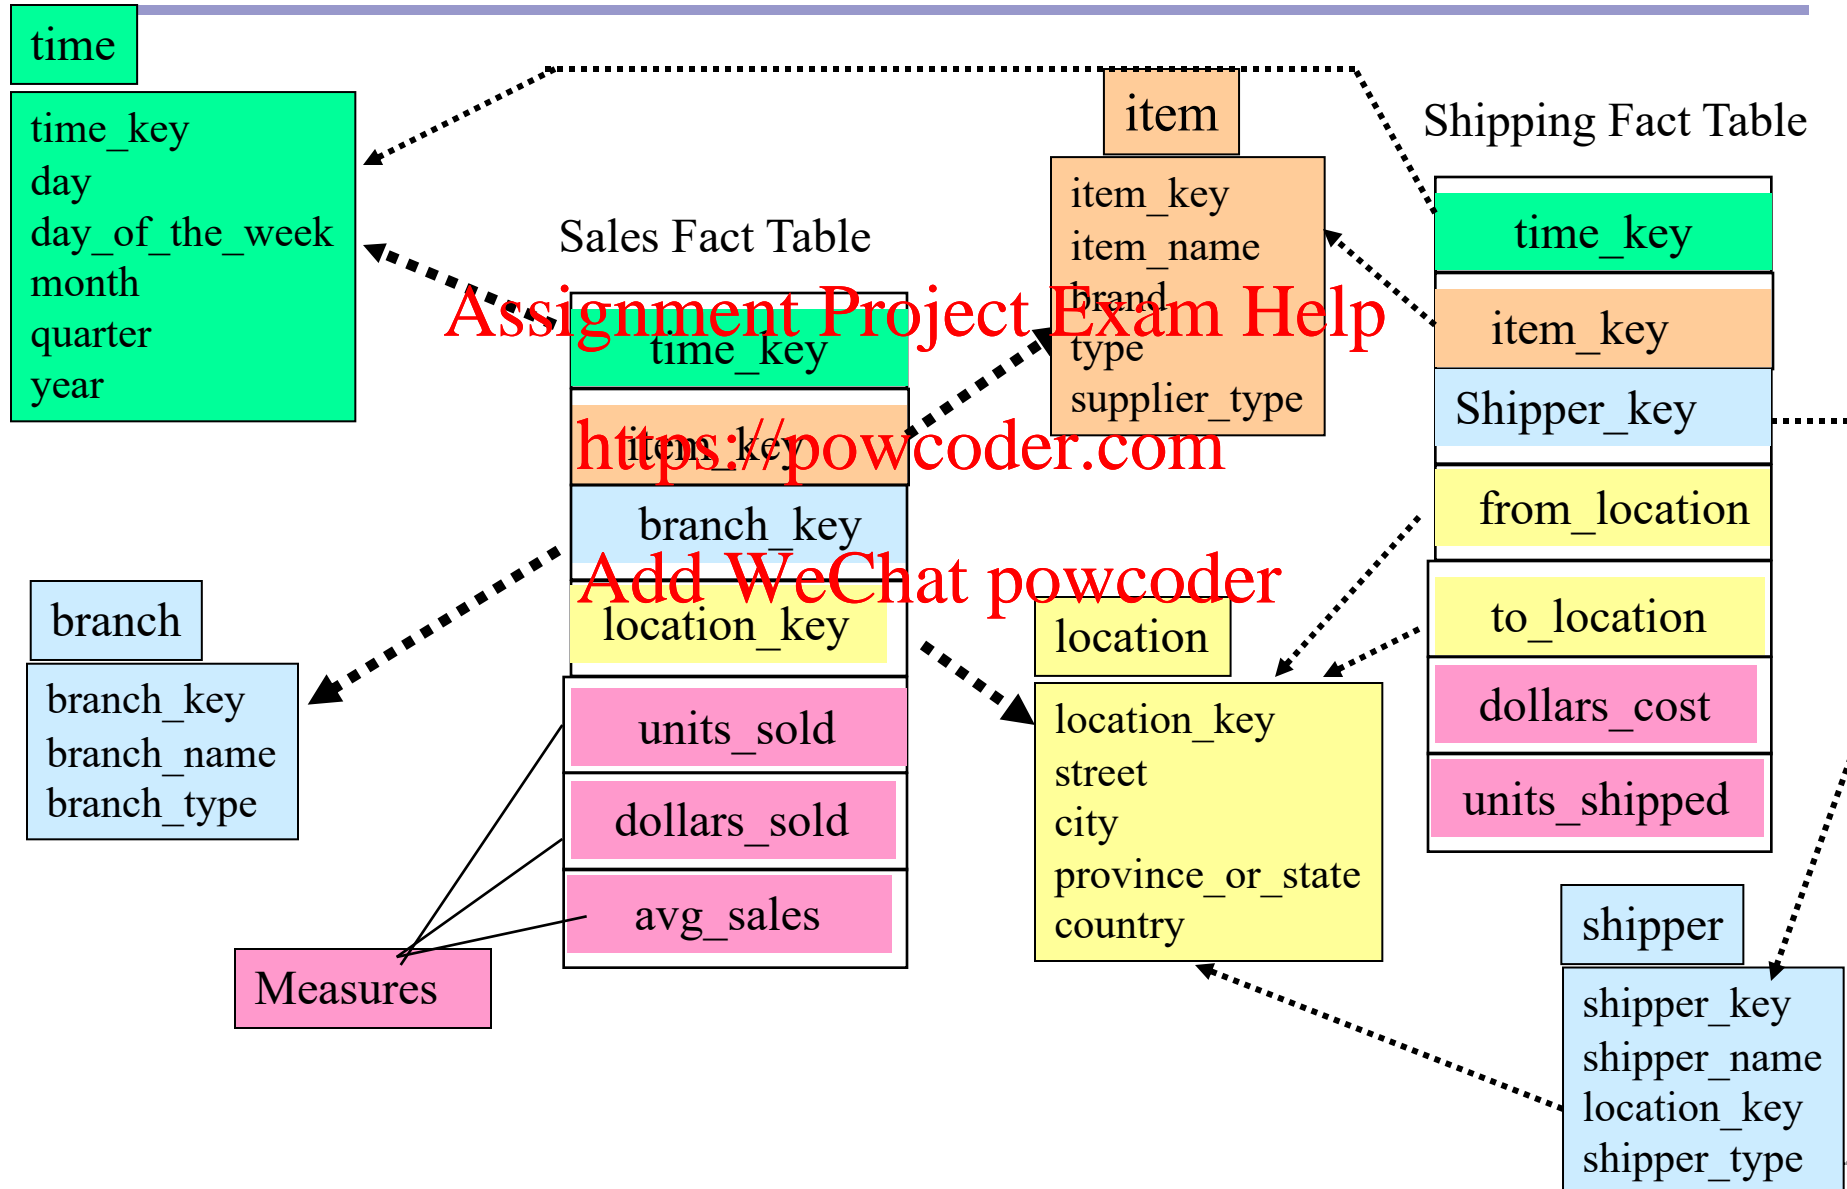 time
time_key
day
day_of_the_week
month
quarter
year
item
item_key
item_name
brand
type
supplier_type
Shipping Fact Table
time_key
item_key
Shipper_key
from_location
to_location
dollars_cost
units_shipped
Sales Fact Table
time_key
item_key
branch_key
location_key
units_sold
dollars_sold
avg_sales
Assignment Project Exam Help
https://powcoder.com
Add WeChat powcoder
branch
branch_key
branch_name
branch_type
location
location_key
street
city
province_or_state
country
Measures
shipper
shipper_key
shipper_name
location_key
shipper_type